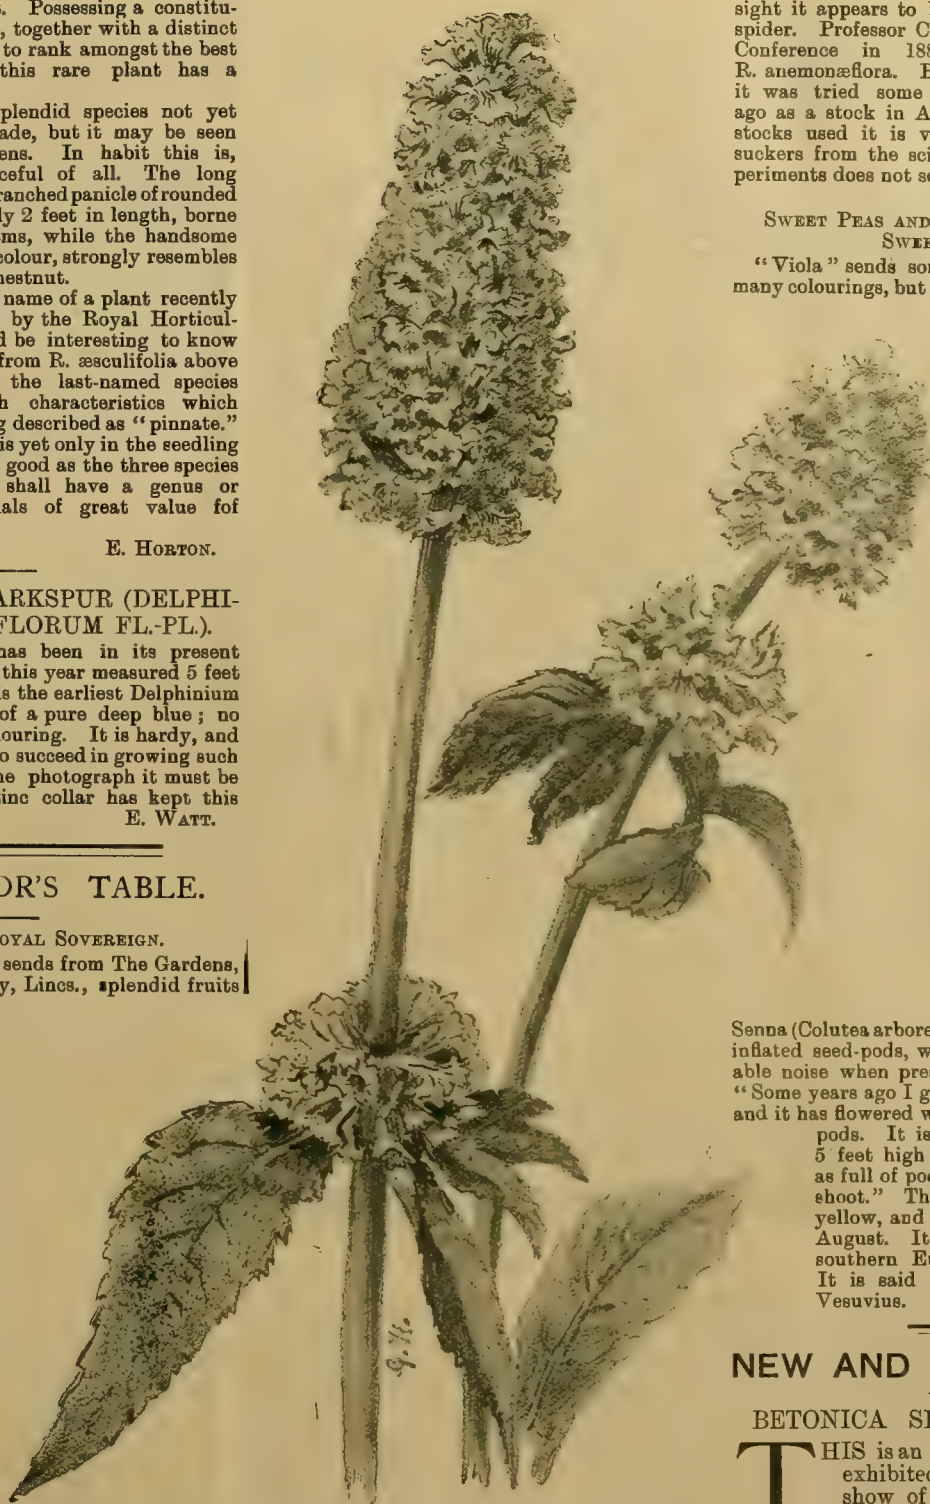 . Possessing a constitu-
, together with a distinct
to rank amongst the best
this rare plant has a
plendid species not yet
ade, but it may be seen
ens. In habit this is,
ceful of all. The long
ranched panicle of rounded
ly 2 feet in length, borne
ms, while the handsome
colour, strongly resembles
hestnut.
name of a plant recently
by the Royal Horticul-
d be interesting to know
from R. æsculifolia above
the last-named species
h characteristics which
g described as "pinnate."
is yet only in the seedling
good as the three species
shall have a genus or
als of great value fof
E. HORTON.
ARKSPUR (DELPHI-
FLORUM FL.-PL.).
has been in its present
this year measured 5 feet
s the earliest Delphinium
of a pure deep blue; no
ouring. It is hardy, and
o succeed in growing such
ne photograph it must be
inc collar has kept this
E. WATT.
OR'S TABLE.
OYAL SOVEREIGN.
sends from The Gardens,
y, Lincs., splendid fruits
sight it appears to
spider. Professor C
Conference in 188
R. anemonæflora. E
it was tried some
ago as a stock in A
stocks used it is v
suckers from the sci
periments does not s
SWEET PEAS AND
SWEE
"Viola" sends so
many colourings, but
Senna (Colutea arbore
inflated seed-pods, w
able noise when pre
"Some years ago I g
and it has flowered w
pods. It is
5 feet high
as full of po
shoot." Th
yellow, and
August. It
southern E
It is said
Vesuvius.
G. K.
NEW AND
BETONICA S
THIS is an
exhibite
show of